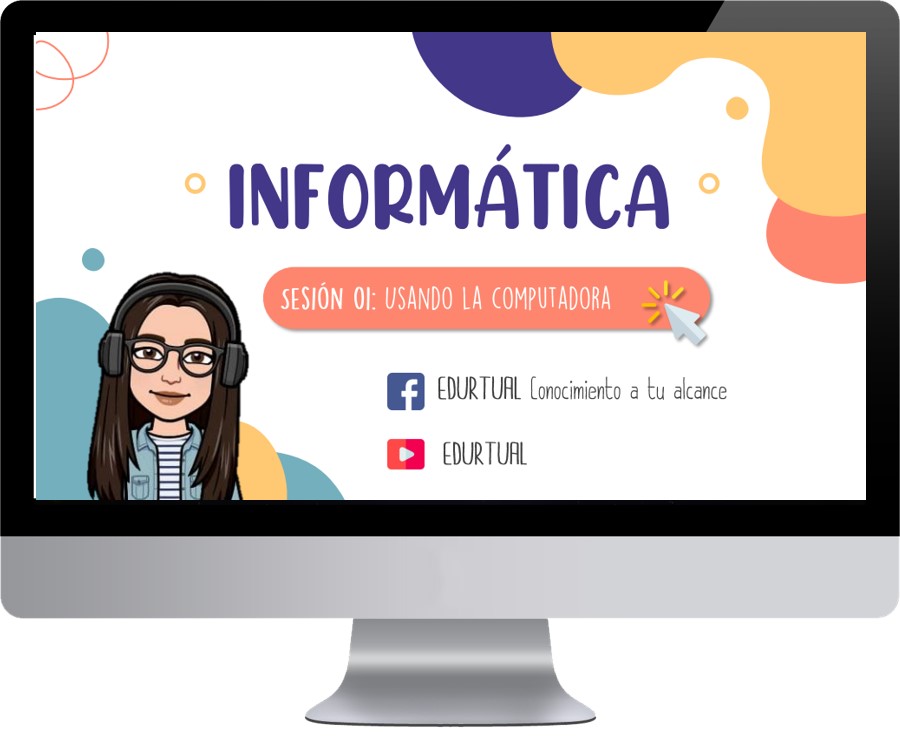 INFORMÁTICA
SESIÓN 01: USANDO LA COMPUTADORA
EDURTUAL Conocimiento a tu alcance
EDURTUAL